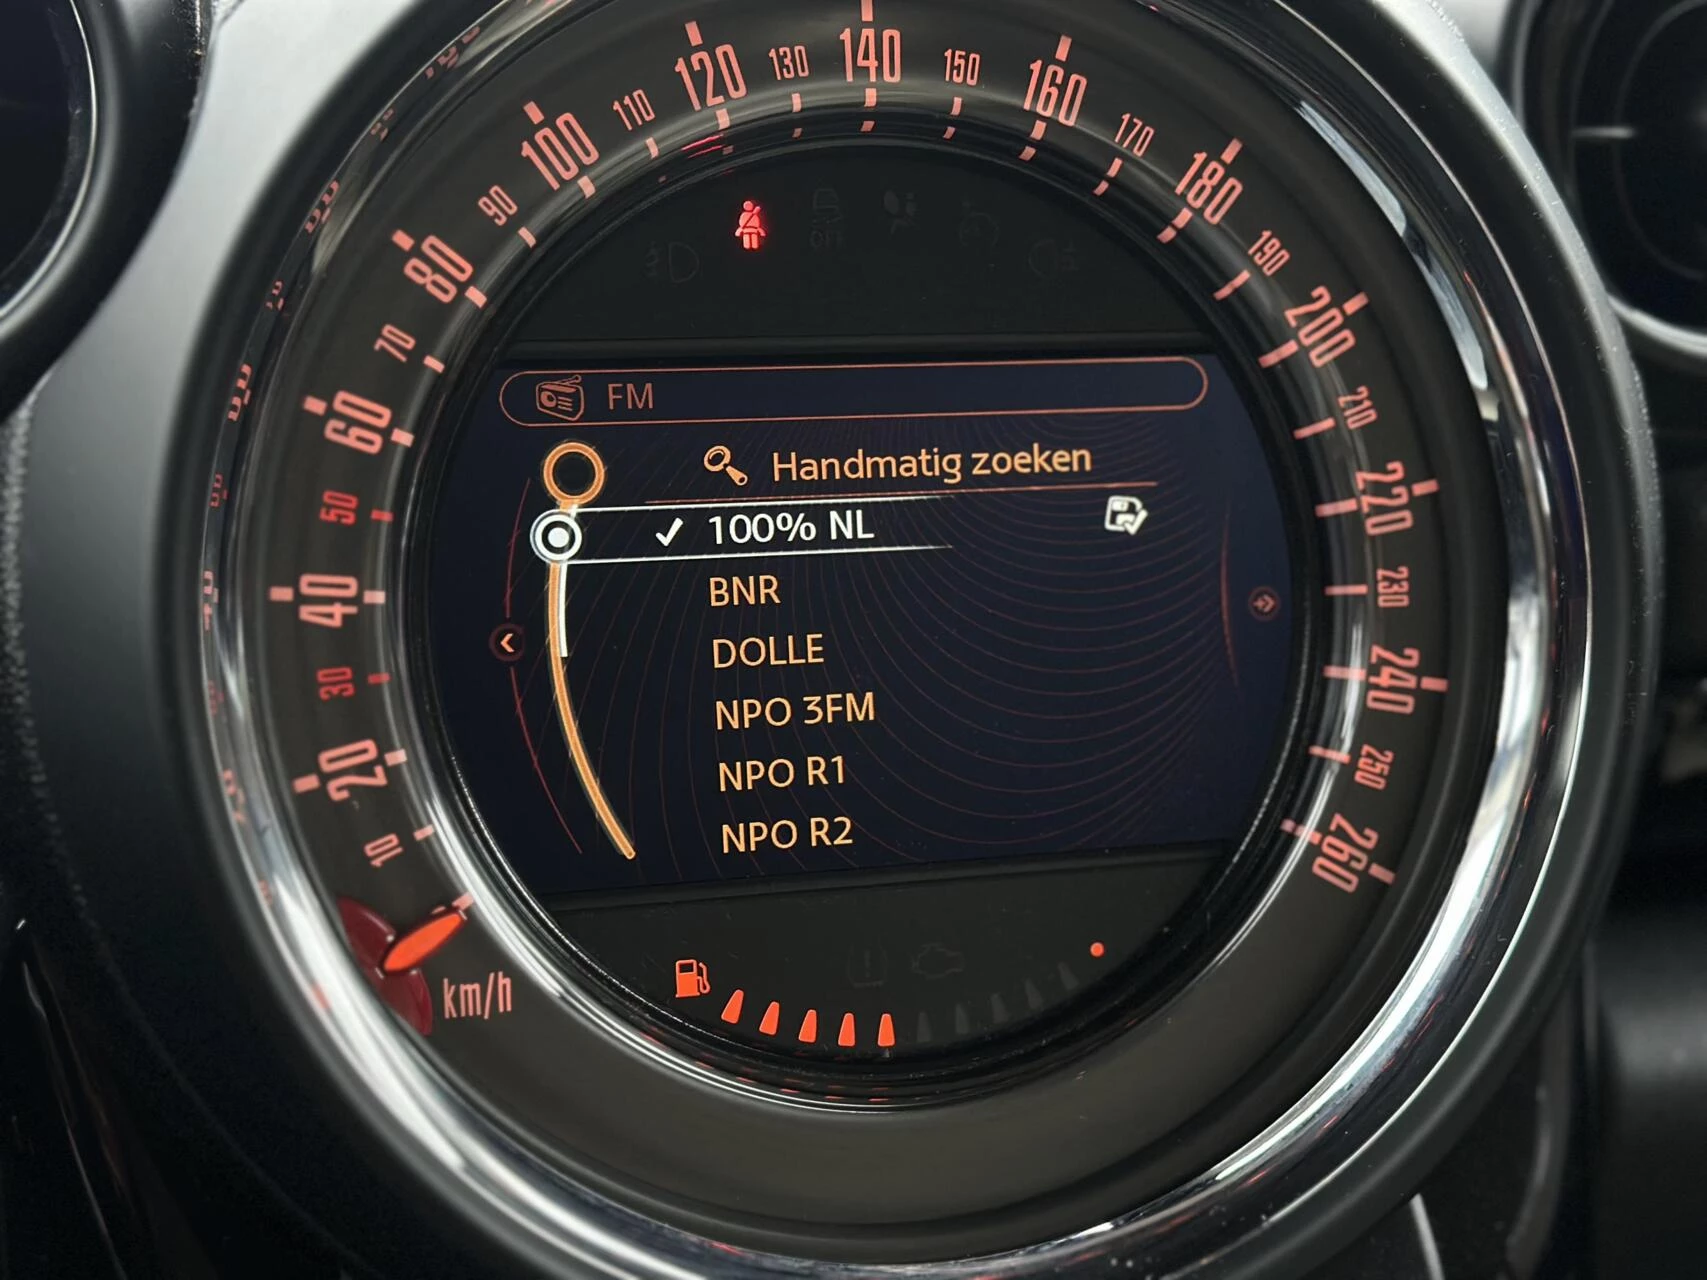 10
20
30
40
50
60
70
80
90
100
110
120
130
140
150
160
170
180
190
200
210
220
230
240
250
260
km/h
OFF
FM
Handmatig zoeken
100% NL
BNR
DOLLE
NPO 3FM
NPO R1
NPO R2